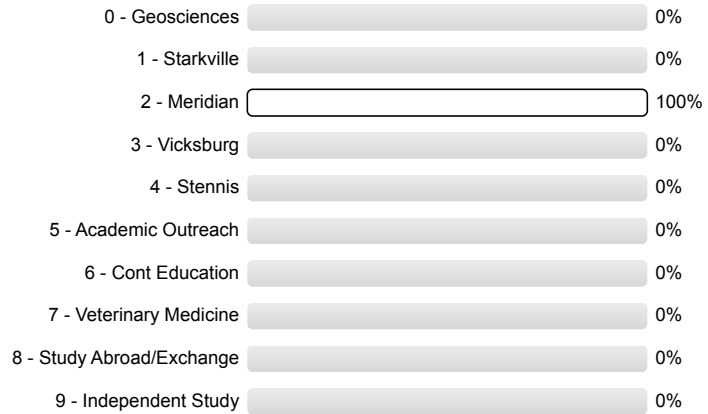 0 - Geosciences 0%
1 - Starkville 0%
2 - Meridian 100%
3 - Vicksburg 0%
4 - Stennis 0%
5 - Academic Outreach 0%
6 - Cont Education 0%
7 - Veterinary Medicine 0%
8 - Study Abroad/Exchange 0%
9 - Independent Study 0%